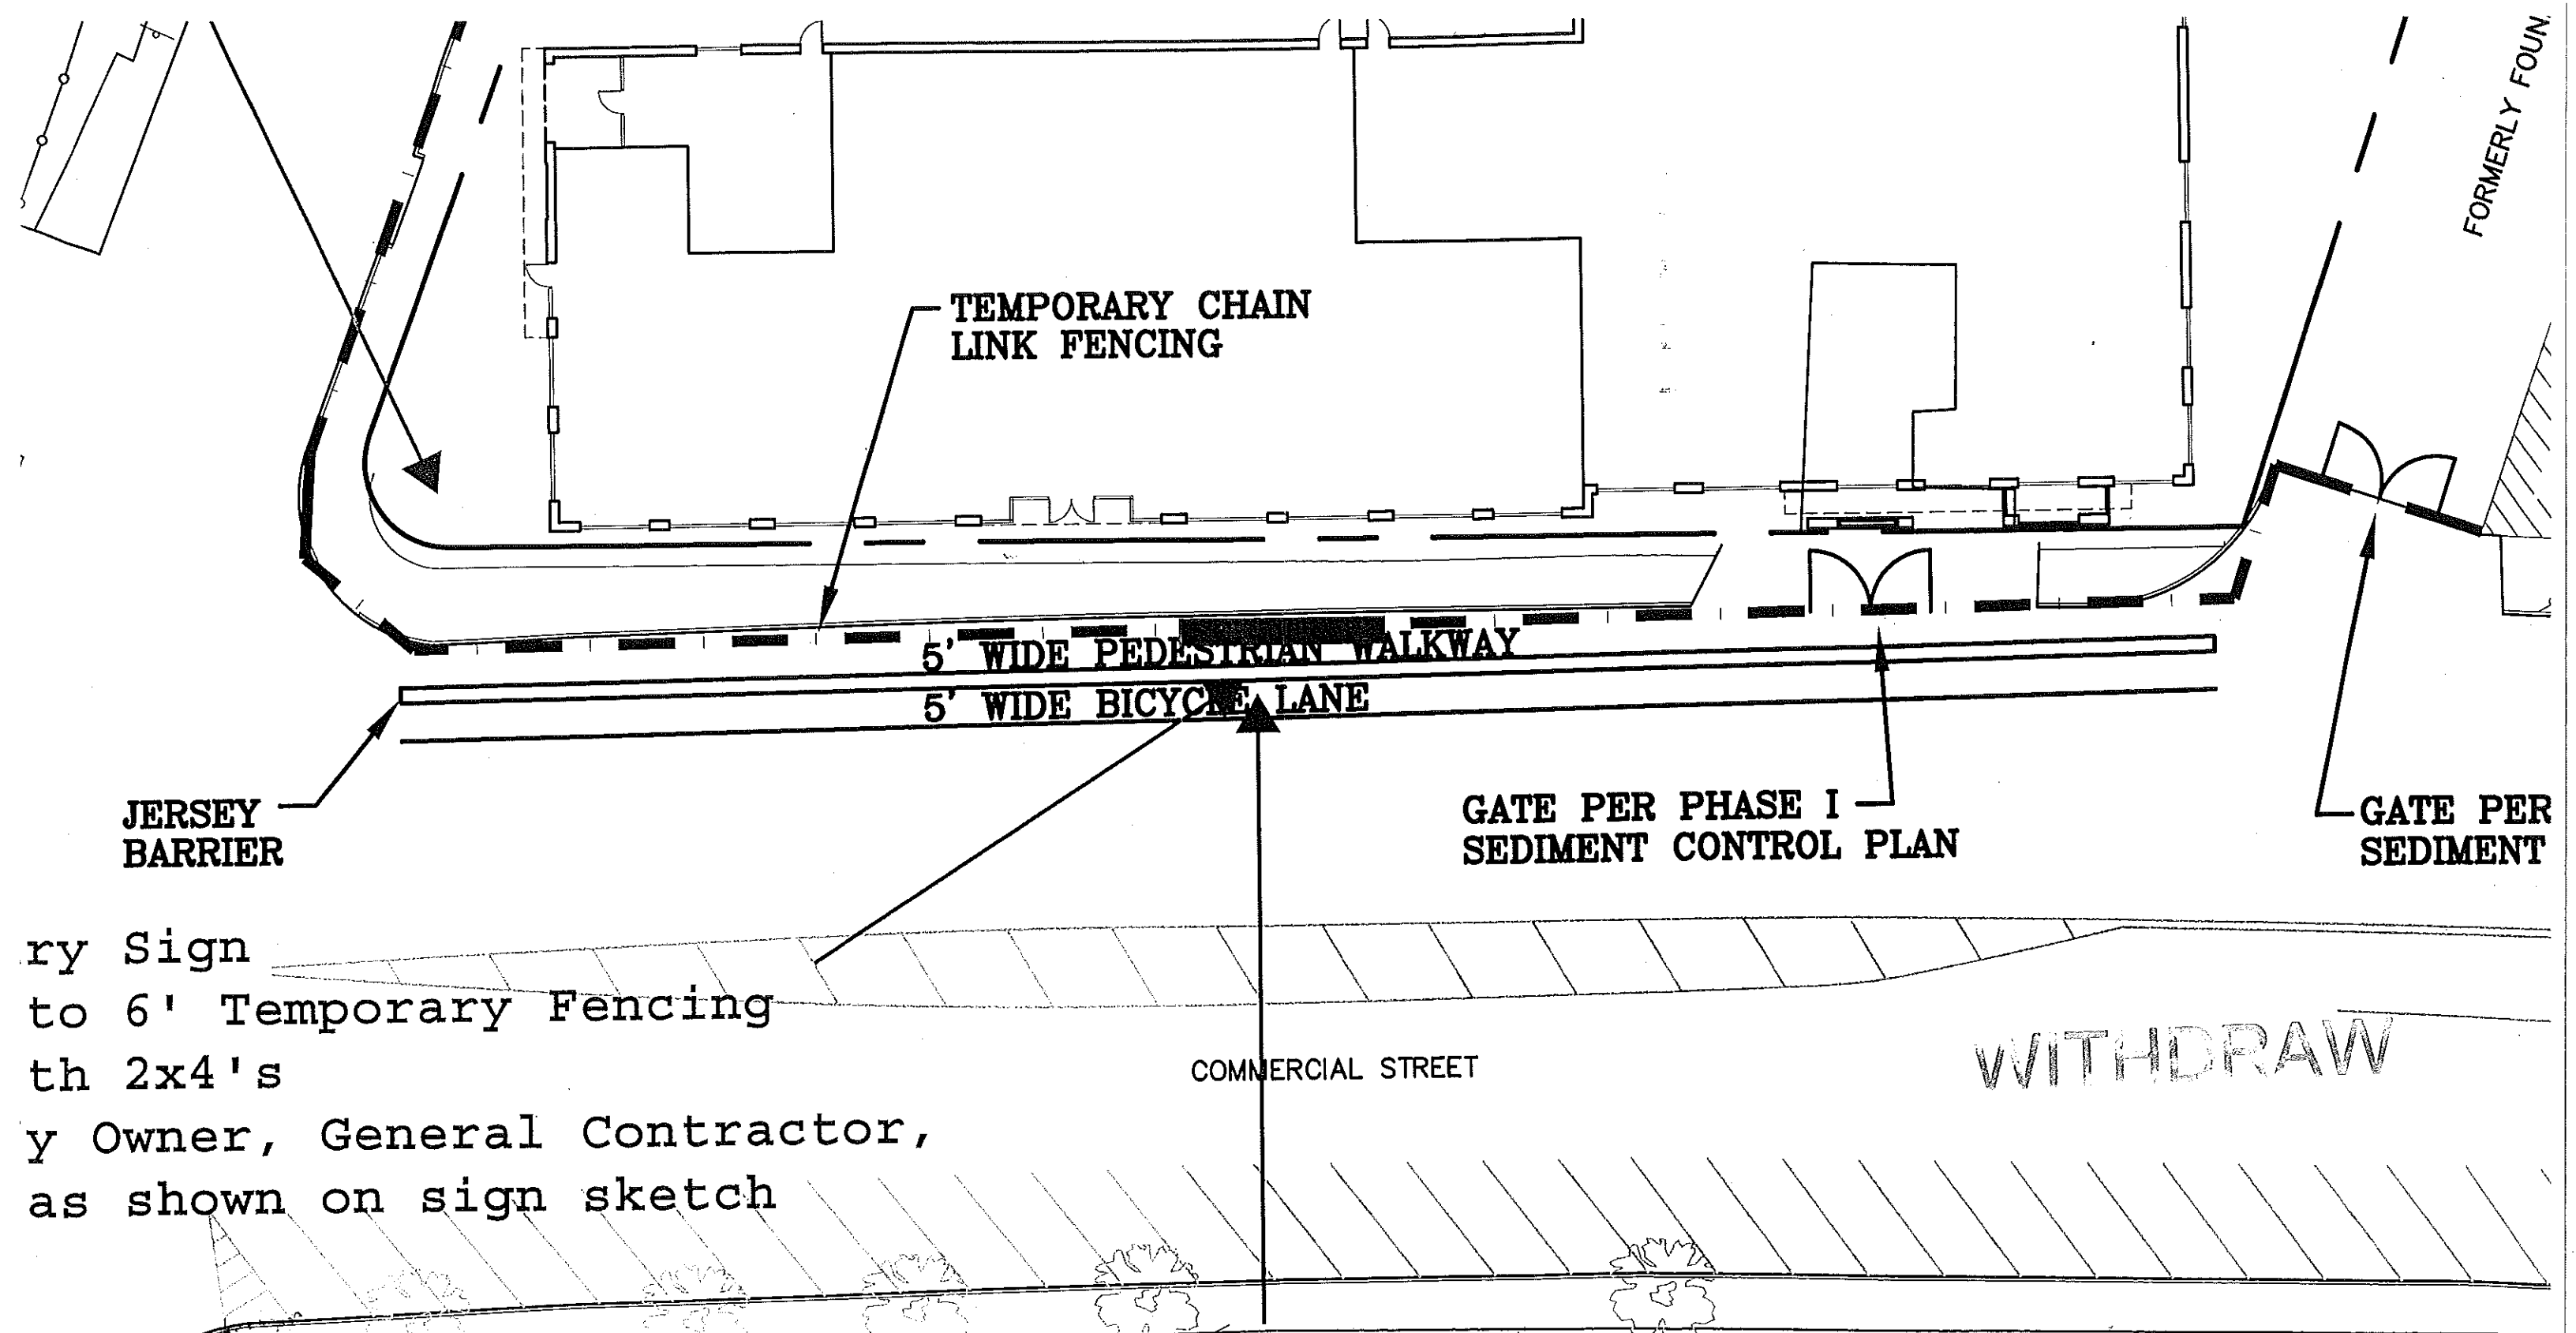 FORMERLY FOUN
TEMPORARY CHAIN
LINK FENCING
5' WIDE PEDESTRIAN WALKWAY
5' WIDE BICYCLE LANE
JERSEY
BARRIER
GATE PER PHASE I
SEDIMENT CONTROL PLAN
GATE PER
SEDIMENT
ry Sign
to 6' Temporary Fencing
th 2x4's
y Owner, General Contractor,
as shown on sign sketch
COMMERCIAL STREET
WITHDRAW